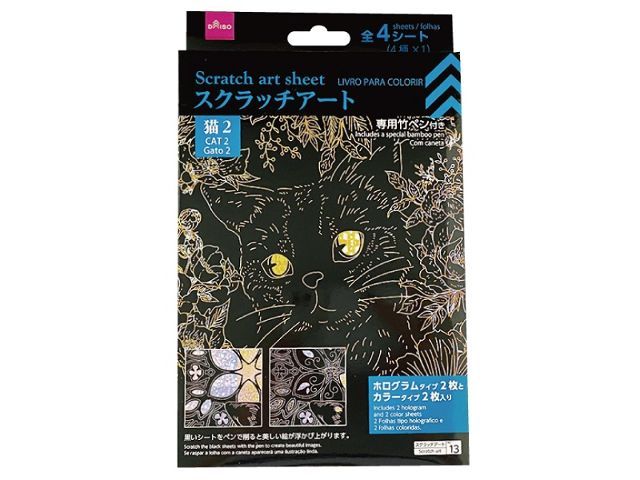 DAISO
全4シート
sheets / folhas
(4種×1)
Scratch art sheet
LIVRO PARA COLORIR
スクラッチアート
猫2
CAT 2
Gato 2
専用竹ペン付き
Includes a special bamboo pen
Com caneta
ホログラムタイプ2枚と
カラータイプ2枚入り
Includes 2 hologram
and 2 color sheets
2 Folhas tipo holográfico e
2 folhas coloridas.
黒いシートをペンで削ると美しい絵が浮かび上がります。
Scratch the black sheets with the pen to create beautiful images.
Se raspar a folha com a caneta aparecerá uma ilustração linda.
スクラッチアート
Scratch art
13